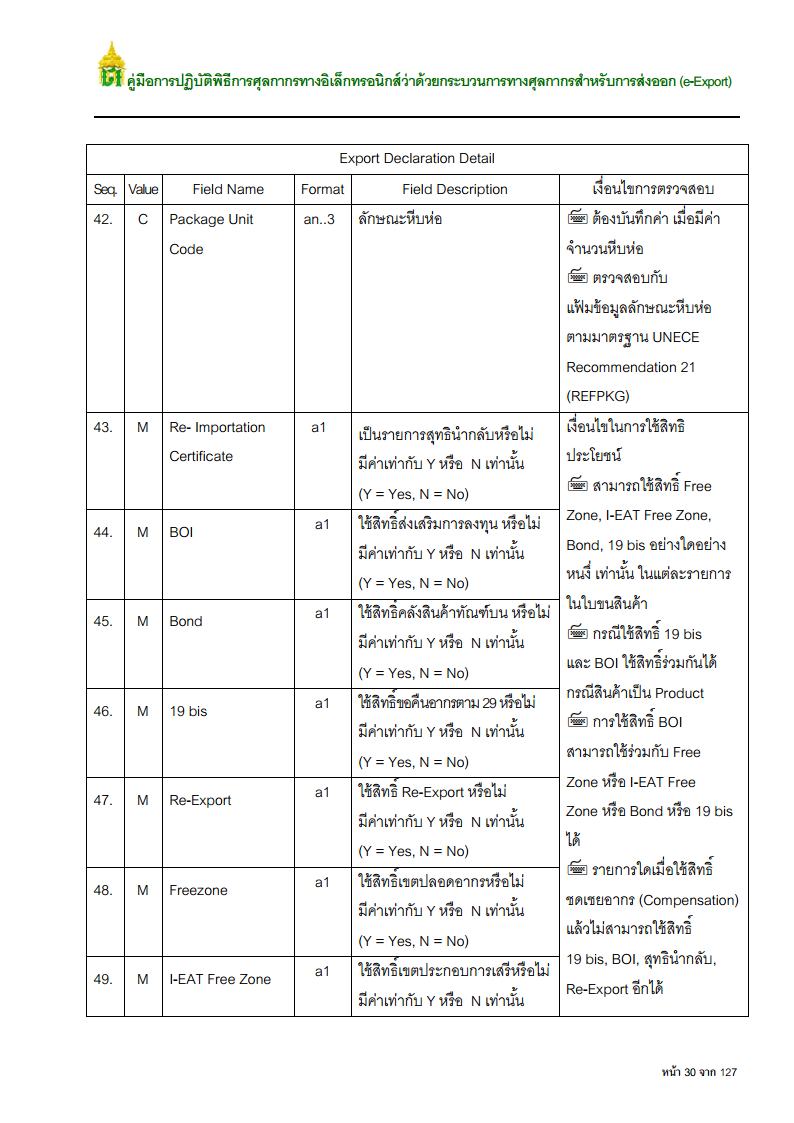 คู่มือการปฏิบัติพิธีการศุลกากรทางอิเล็กทรอนิกส์ว่าด้วยกระบวนการทางศุลกากรสำหรับการส่งออก (e-Export)
Export Declaration Detail
Seq. Value Field Name Format Field Description เงื่อนไขการตรวจสอบ
42. C Package Unit Code an..3 ลักษณะหีบห่อ
ต้องบันทึกค่า เมื่อมีค่า
จำนวนหีบห่อ
ตรวจสอบกับ
แฟ้มข้อมูลลักษณะหีบห่อ
ตามมาตรฐาน UNECE
Recommendation 21
(REFPKG)
43. M Re- Importation Certificate a1 เป็นรายการสุทธินำกลับหรือไม่
มีค่าเท่ากับ Y หรือ N เท่านั้น
(Y = Yes, N = No)
44. M BOI a1 ใช้สิทธิ์ส่งเสริมการลงทุน หรือไม่
มีค่าเท่ากับ Y หรือ N เท่านั้น
(Y = Yes, N = No)
45. M Bond a1 ใช้สิทธิ์คลังสินค้าทัณฑ์บน หรือไม่
มีค่าเท่ากับ Y หรือ N เท่านั้น
(Y = Yes, N = No)
46. M 19 bis a1 ใช้สิทธิ์ขอคืนอากรตาม 29 หรือไม่
มีค่าเท่ากับ Y หรือ N เท่านั้น
(Y = Yes, N = No)
47. M Re-Export a1 ใช้สิทธิ์ Re-Export หรือไม่
มีค่าเท่ากับ Y หรือ N เท่านั้น
(Y = Yes, N = No)
48. M Freezone a1 ใช้สิทธิ์เขตปลอดอากรหรือไม่
มีค่าเท่ากับ Y หรือ N เท่านั้น
(Y = Yes, N = No)
49. M I-EAT Free Zone a1 ใช้สิทธิ์เขตประกอบการเสรีหรือไม่
มีค่าเท่ากับ Y หรือ N เท่านั้น
เงื่อนไขในการใช้สิทธิ
ประโยชน์
สามารถใช้สิทธิ์ Free
Zone, I-EAT Free Zone,
Bond, 19 bis อย่างใดอย่าง
หนงึ่ เท่านั้น ในแต่ละรายการ
ในใบขนสินค้า
กรณีใช้สิทธิ์ 19 bis
และ BOI ใช้สิทธิ์ร่วมกันได้
กรณีสินค้าเป็น Product
การใช้สิทธิ์ BOI
สามารถใช้ร่วมกับ Free
Zone หรือ I-EAT Free
Zone หรือ Bond หรือ 19 bis
ได้
รายการใดเมื่อใช้สิทธิ์
ชดเชยอากร (Compensation)
แล้วไม่สามารถใช้สิทธิ์
19 bis, BOI, สุทธินำกลับ,
Re-Export อีกได้
หน้า 30 จาก 127